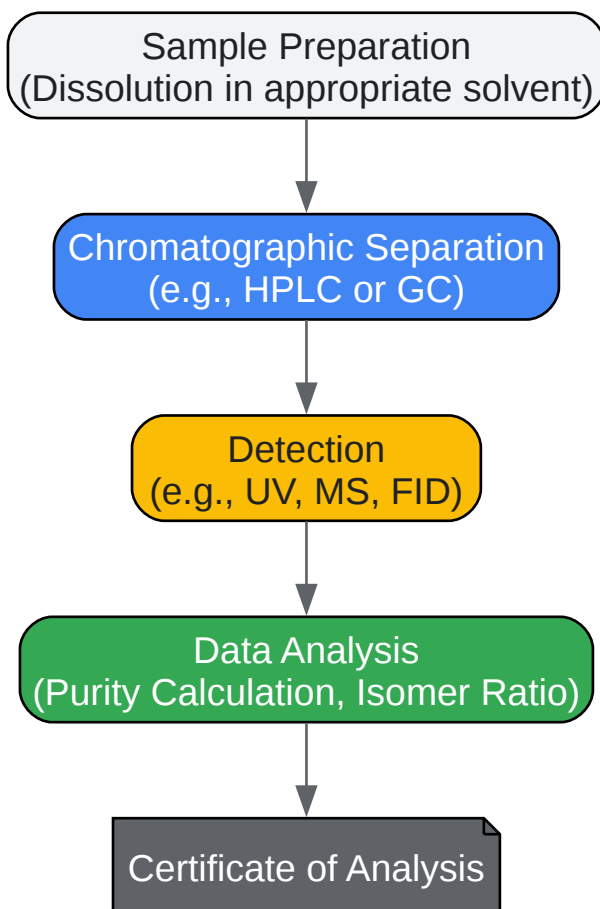 Sample Preparation
(Dissolution in appropriate solvent)
Chromatographic Separation
(e.g., HPLC or GC)
Detection
(e.g., UV, MS, FID)
Data Analysis
(Purity Calculation, Isomer Ratio)
Certificate of Analysis